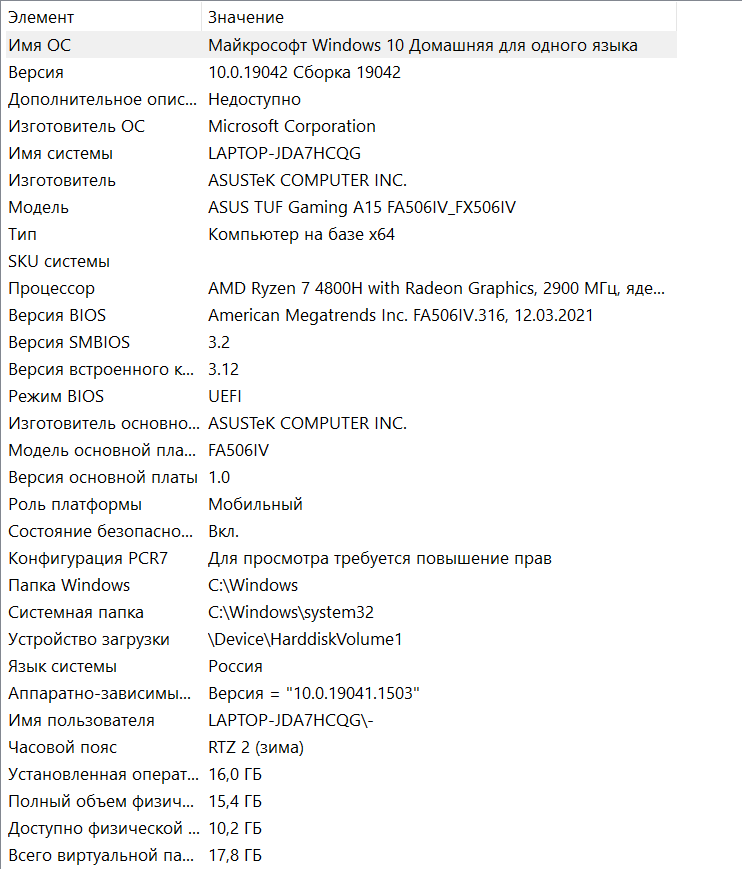 Элемент Значение
Имя ОС Майкрософт Windows 10 Домашняя для одного языка
Версия 10.0.19042 Сборка 19042
Дополнительное опис... Недоступно
Изготовитель ОС Microsoft Corporation
Имя системы LAPTOP-JDA7HCQG
Изготовитель ASUSTeK COMPUTER INC.
Модель ASUS TUF Gaming A15 FA506IV_FX506IV
Тип Компьютер на базе x64
SKU системы
Процессор AMD Ryzen 7 4800H with Radeon Graphics, 2900 МГц, яде...
Версия BIOS American Megatrends Inc. FA506IV.316, 12.03.2021
Версия SMBIOS 3.2
Версия встроенного к... 3.12
Режим BIOS UEFI
Изготовитель основно... ASUSTeK COMPUTER INC.
Модель основной пла... FA506IV
Версия основной платы 1.0
Роль платформы Мобильный
Состояние безопасно... Вкл.
Конфигурация PCR7 Для просмотра требуется повышение прав
Папка Windows C:\Windows
Системная папка C:\Windows\system32
Устройство загрузки \Device\HarddiskVolume1
Язык системы Россия
Аппаратно-зависимы... Версия = "10.0.19041.1503"
Имя пользователя LAPTOP-JDA7HCQG\-
Часовой пояс RTZ 2 (зима)
Установленная операт... 16,0 ГБ
Полный объем физич... 15,4 ГБ
Доступно физической ... 10,2 ГБ
Всего виртуальной па... 17,8 ГБ